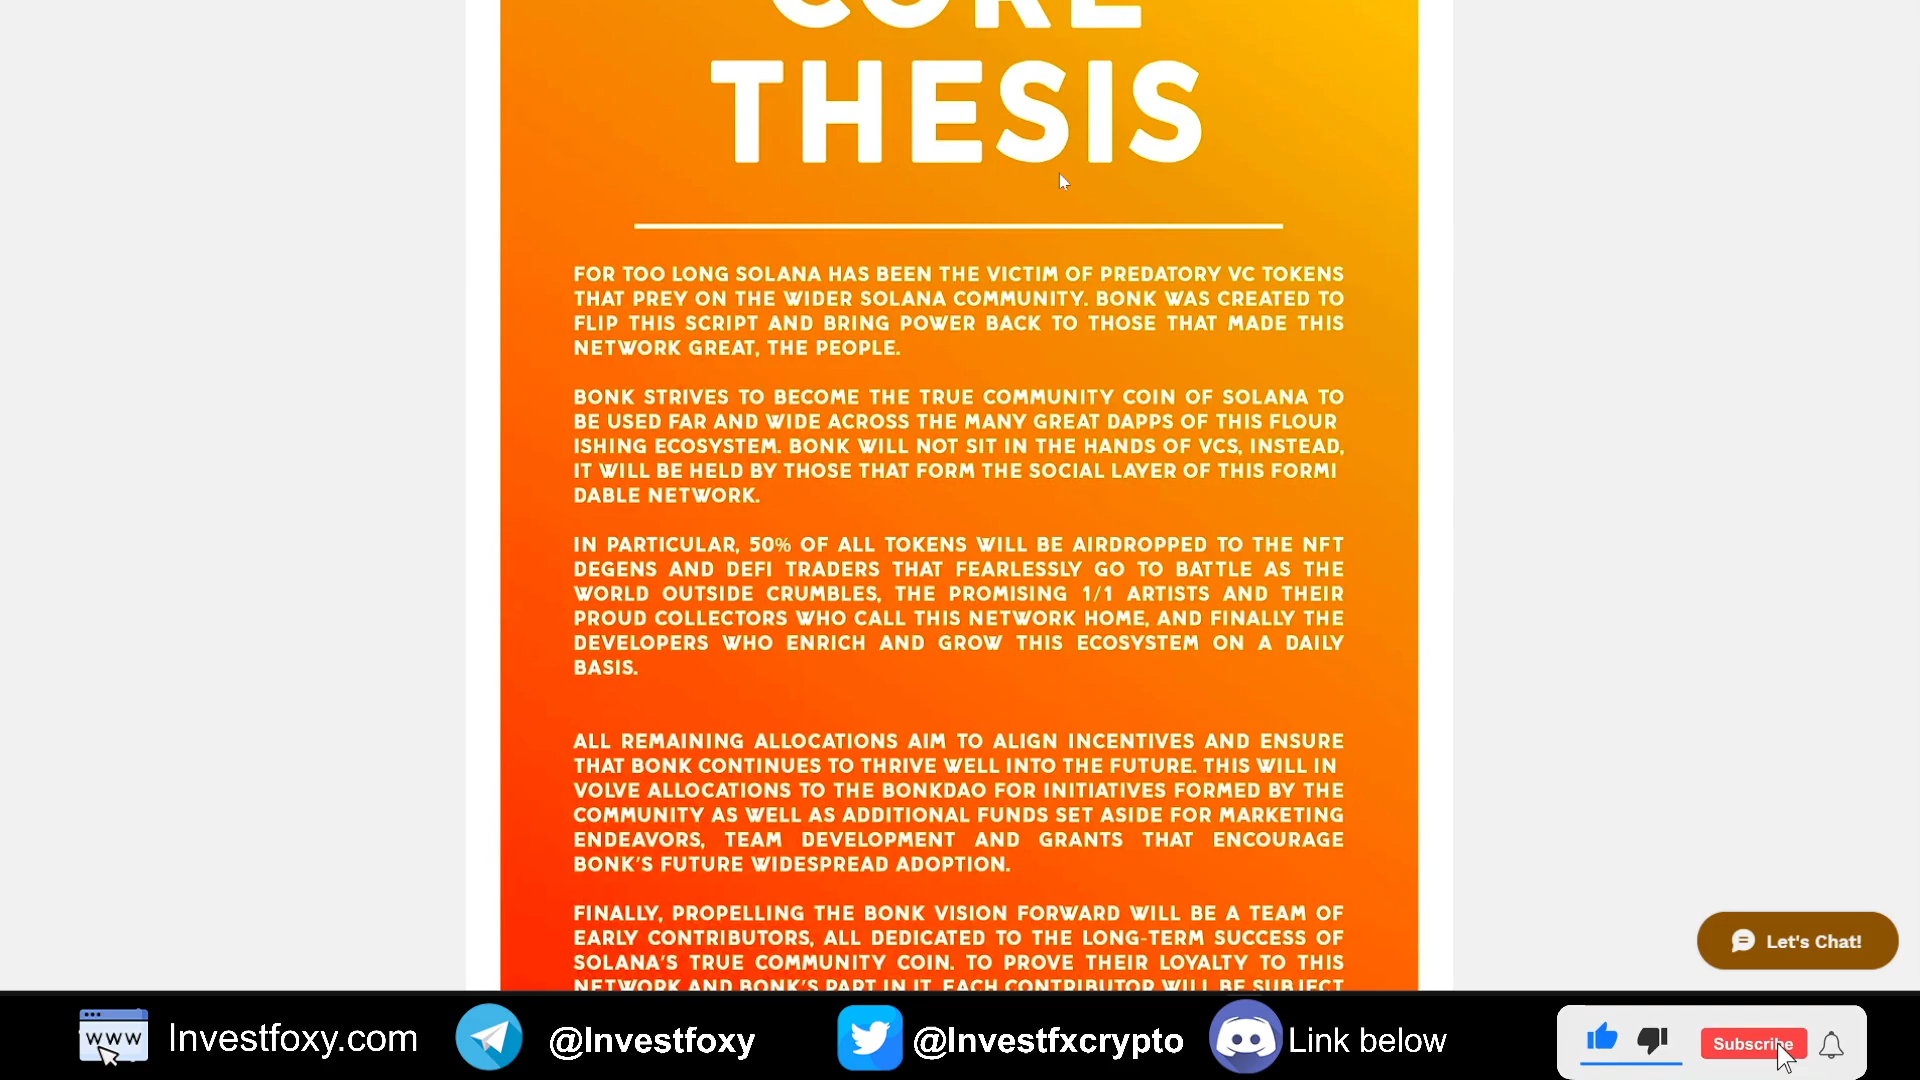 CORE
THESIS
FOR TOO LONG SOLANA HAS BEEN THE VICTIM OF PREDATORY VC TOKENS
THAT PREY ON THE WIDER SOLANA COMMUNITY. BONK WAS CREATED TO
FLIP THIS SCRIPT AND BRING POWER BACK TO THOSE THAT MADE THIS
NETWORK GREAT, THE PEOPLE.
BONK STRIVES TO BECOME THE TRUE COMMUNITY COIN OF SOLANA TO
BE USED FAR AND WIDE ACROSS THE MANY GREAT DAPPS OF THIS FLOUR
ISHING ECOSYSTEM. BONK WILL NOT SIT IN THE HANDS OF VCS, INSTEAD,
IT WILL BE HELD BY THOSE THAT FORM THE SOCIAL LAYER OF THIS FORMI
DABLE NETWORK.
IN PARTICULAR, 50% OF ALL TOKENS WILL BE AIRDROPPED TO THE NFT
DEGENS AND DEFI TRADERS THAT FEARLESSLY GO TO BATTLE AS THE
WORLD OUTSIDE CRUMBLES, THE PROMISING 1/1 ARTISTS AND THEIR
PROUD COLLECTORS WHO CALL THIS NETWORK HOME, AND FINALLY THE
DEVELOPERS WHO ENRICH AND GROW THIS ECOSYSTEM ON A DAILY
BASIS.
ALL REMAINING ALLOCATIONS AIM TO ALIGN INCENTIVES AND ENSURE
THAT BONK CONTINUES TO THRIVE WELL INTO THE FUTURE. THIS WILL IN
VOLVE ALLOCATIONS TO THE BONKDAO FOR INITIATIVES FORMED BY THE
COMMUNITY AS WELL AS ADDITIONAL FUNDS SET ASIDE FOR MARKETING
ENDEAVORS, TEAM DEVELOPMENT AND GRANTS THAT ENCOURAGE
BONK'S FUTURE WIDESPREAD ADOPTION.
FINALLY, PROPELLING THE BONK VISION FORWARD WILL BE A TEAM OF
EARLY CONTRIBUTORS, ALL DEDICATED TO THE LONG-TERM SUCCESS OF
SOLANA'S TRUE COMMUNITY COIN. TO PROVE THEIR LOYALTY TO THIS
NETWORK AND BONK'S PART IN IT, EACH CONTRIBUTOR WILL BE SUBJECT
Let's Chat!
WWW
Investfoxy.com
@Investfoxy
@Investfxcrypto
Link below
Subscribe